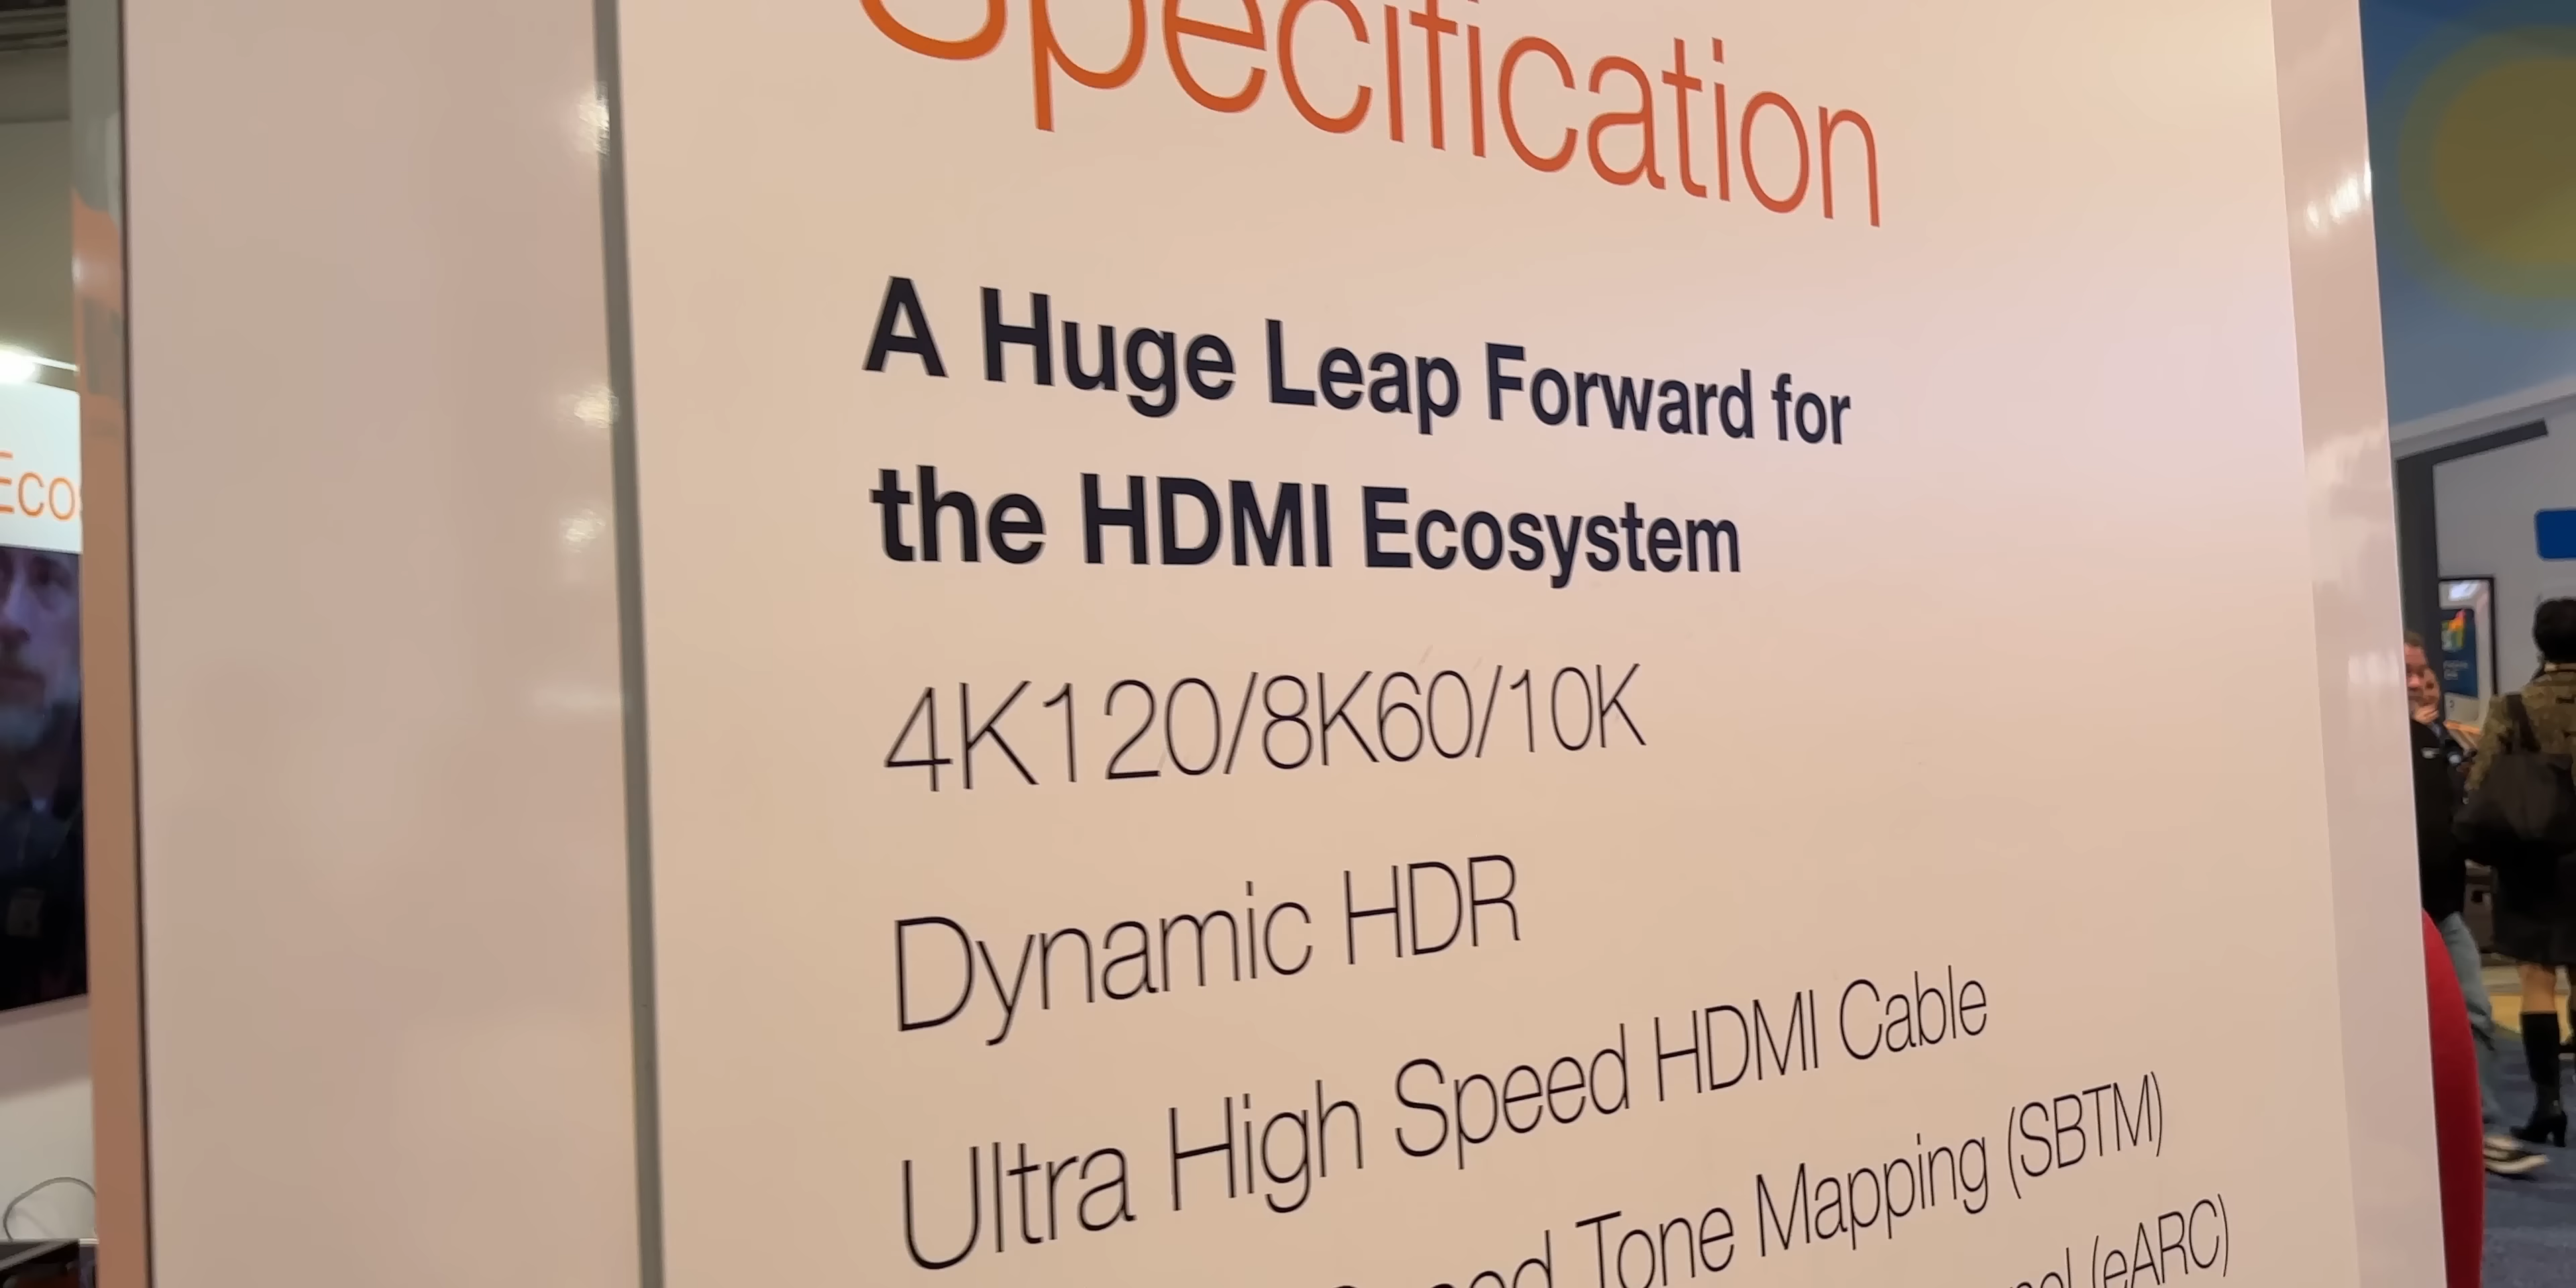 Specification
A Huge Leap Forward for
the HDMI Ecosystem
4K120/8K60/10K
Dynamic HDR
Ultra High Speed HDMI Cable
Tone Mapping (SBTM)
(eARC)